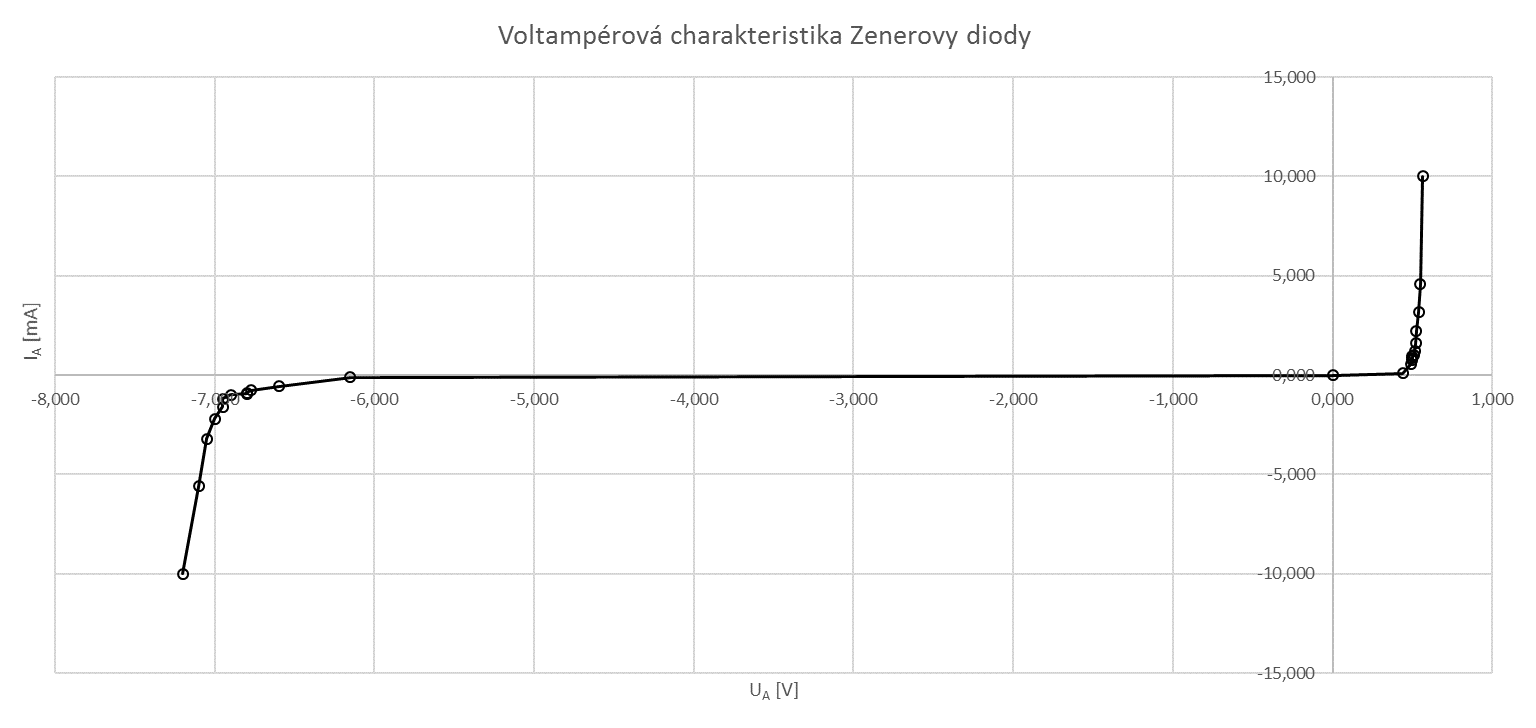 Voltampérová charakteristika Zenerovy diody
15,000
10,000
5,000
0,000
-8,000 -7,000 -6,000 -5,000 -4,000 -3,000 -2,000 -1,000 0,000 1,000
-5,000
-10,000
-15,000
I_A [mA]
U_A [V]